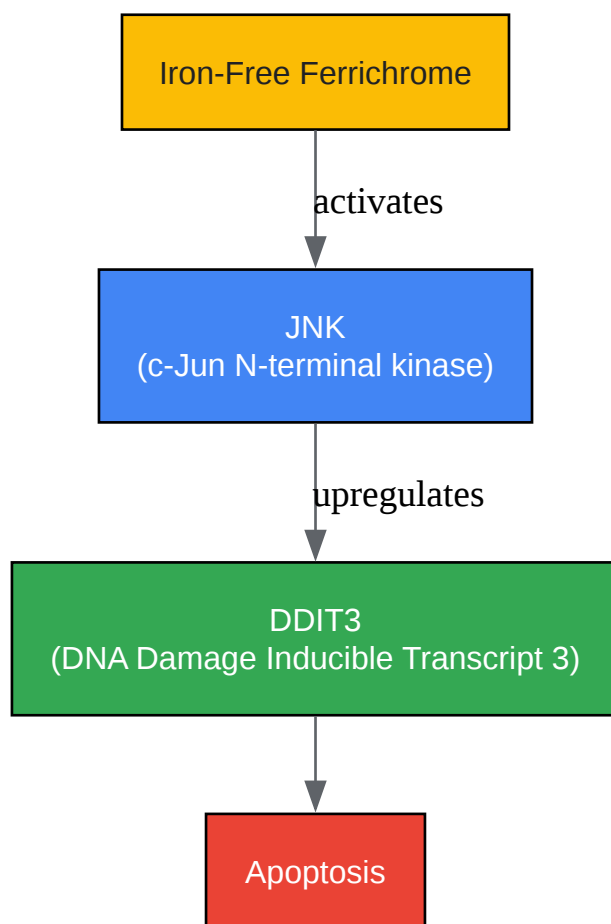 Iron-Free Ferrichrome
activates
JNK
(c-Jun N-terminal kinase)
upregulates
DDIT3
(DNA Damage Inducible Transcript 3)
Apoptosis